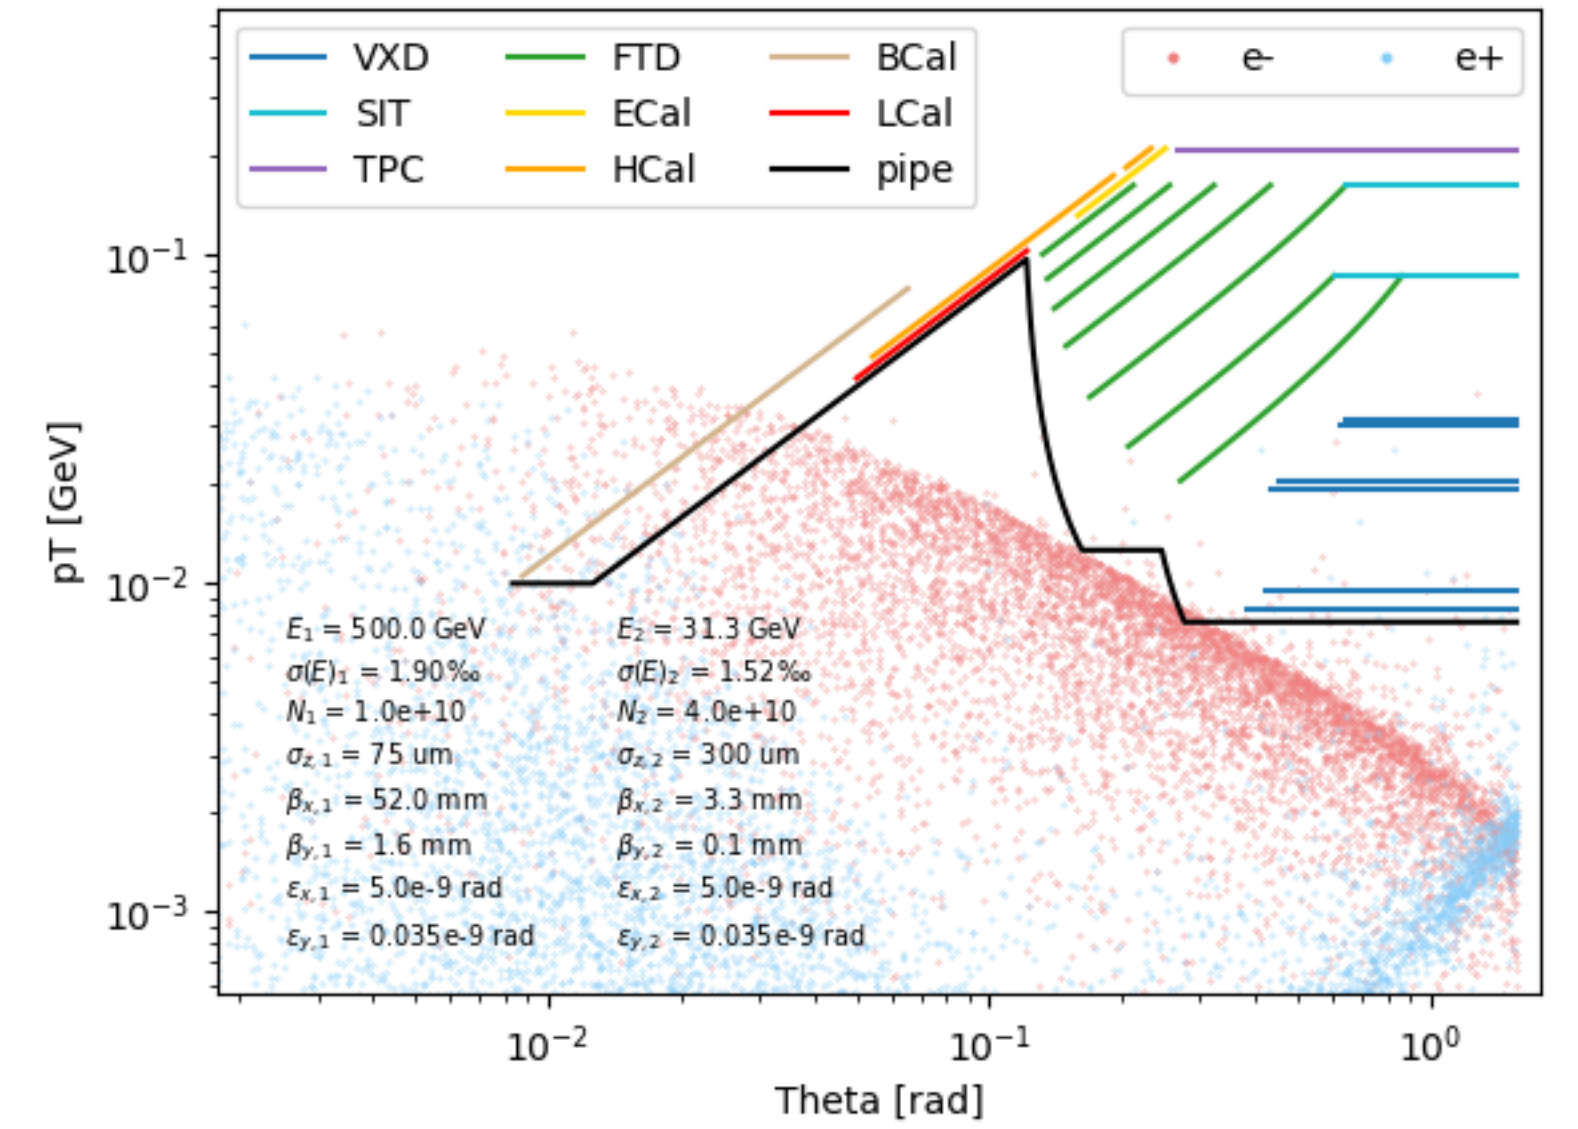 VXD FTD BCal e- e+
SIT ECal LCal
TPC HCal pipe
pT [GeV]
10⁻¹
10⁻²
10⁻³
E₁ = 500.0 GeV E₂ = 31.3 GeV
σ(E)₁ = 1.90‰ σ(E)₂ = 1.52‰
N₁ = 1.0e+10 N₂ = 4.0e+10
σz,1 = 75 um σz,2 = 300 um
βx,1 = 52.0 mm βx,2 = 3.3 mm
βy,1 = 1.6 mm βy,2 = 0.1 mm
εx,1 = 5.0e-9 rad εx,2 = 5.0e-9 rad
εy,1 = 0.035e-9 rad εy,2 = 0.035e-9 rad
10⁻² 10⁻¹ 10⁰
Theta [rad]